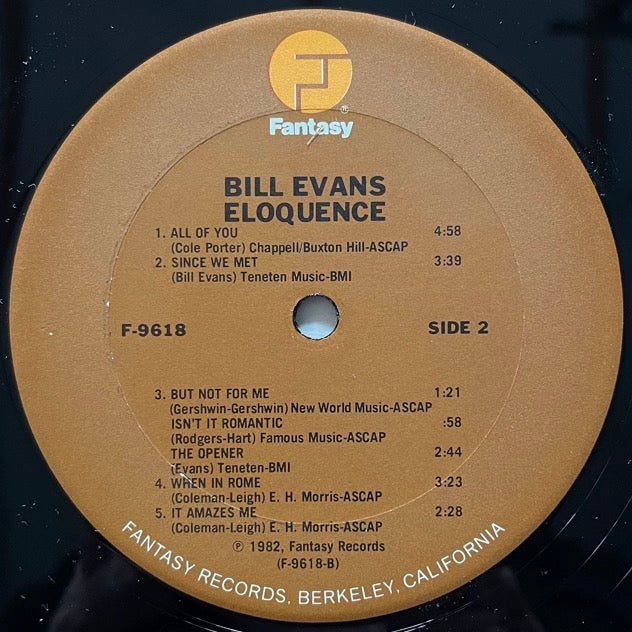 F
®
Fantasy
BILL EVANS
ELOQUENCE
1. ALL OF YOU 4:58
(Cole Porter) Chappell/Buxton Hill-ASCAP
2. SINCE WE MET 3:39
(Bill Evans) Teneten Music-BMI
F-9618 SIDE 2
3. BUT NOT FOR ME 1:21
(Gershwin-Gershwin) New World Music-ASCAP
ISN'T IT ROMANTIC :58
(Rodgers-Hart) Famous Music-ASCAP
THE OPENER 2:44
(Evans) Teneten-BMI
4. WHEN IN ROME 3:23
(Coleman-Leigh) E. H. Morris-ASCAP
5. IT AMAZES ME 2:28
(Coleman-Leigh) E. H. Morris-ASCAP
℗ 1982, Fantasy Records
(F-9618-B)
FANTASY RECORDS, BERKELEY, CALIFORNIA